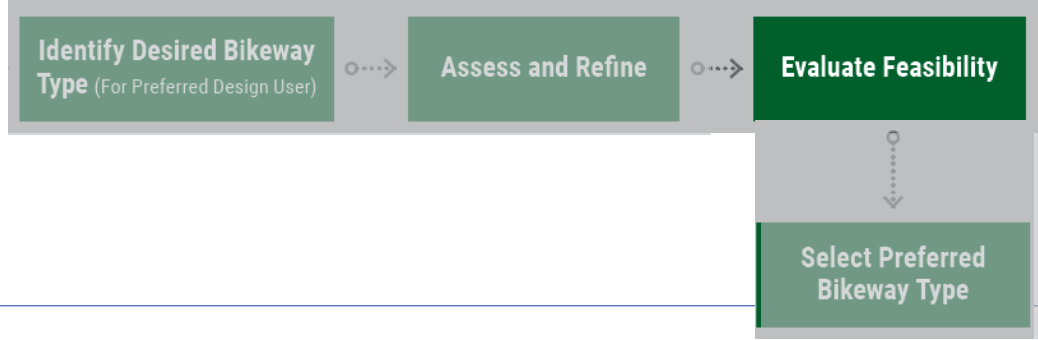 Identify Desired Bikeway
Type (For Preferred Design User)
Assess and Refine
Evaluate Feasibility
Select Preferred
Bikeway Type